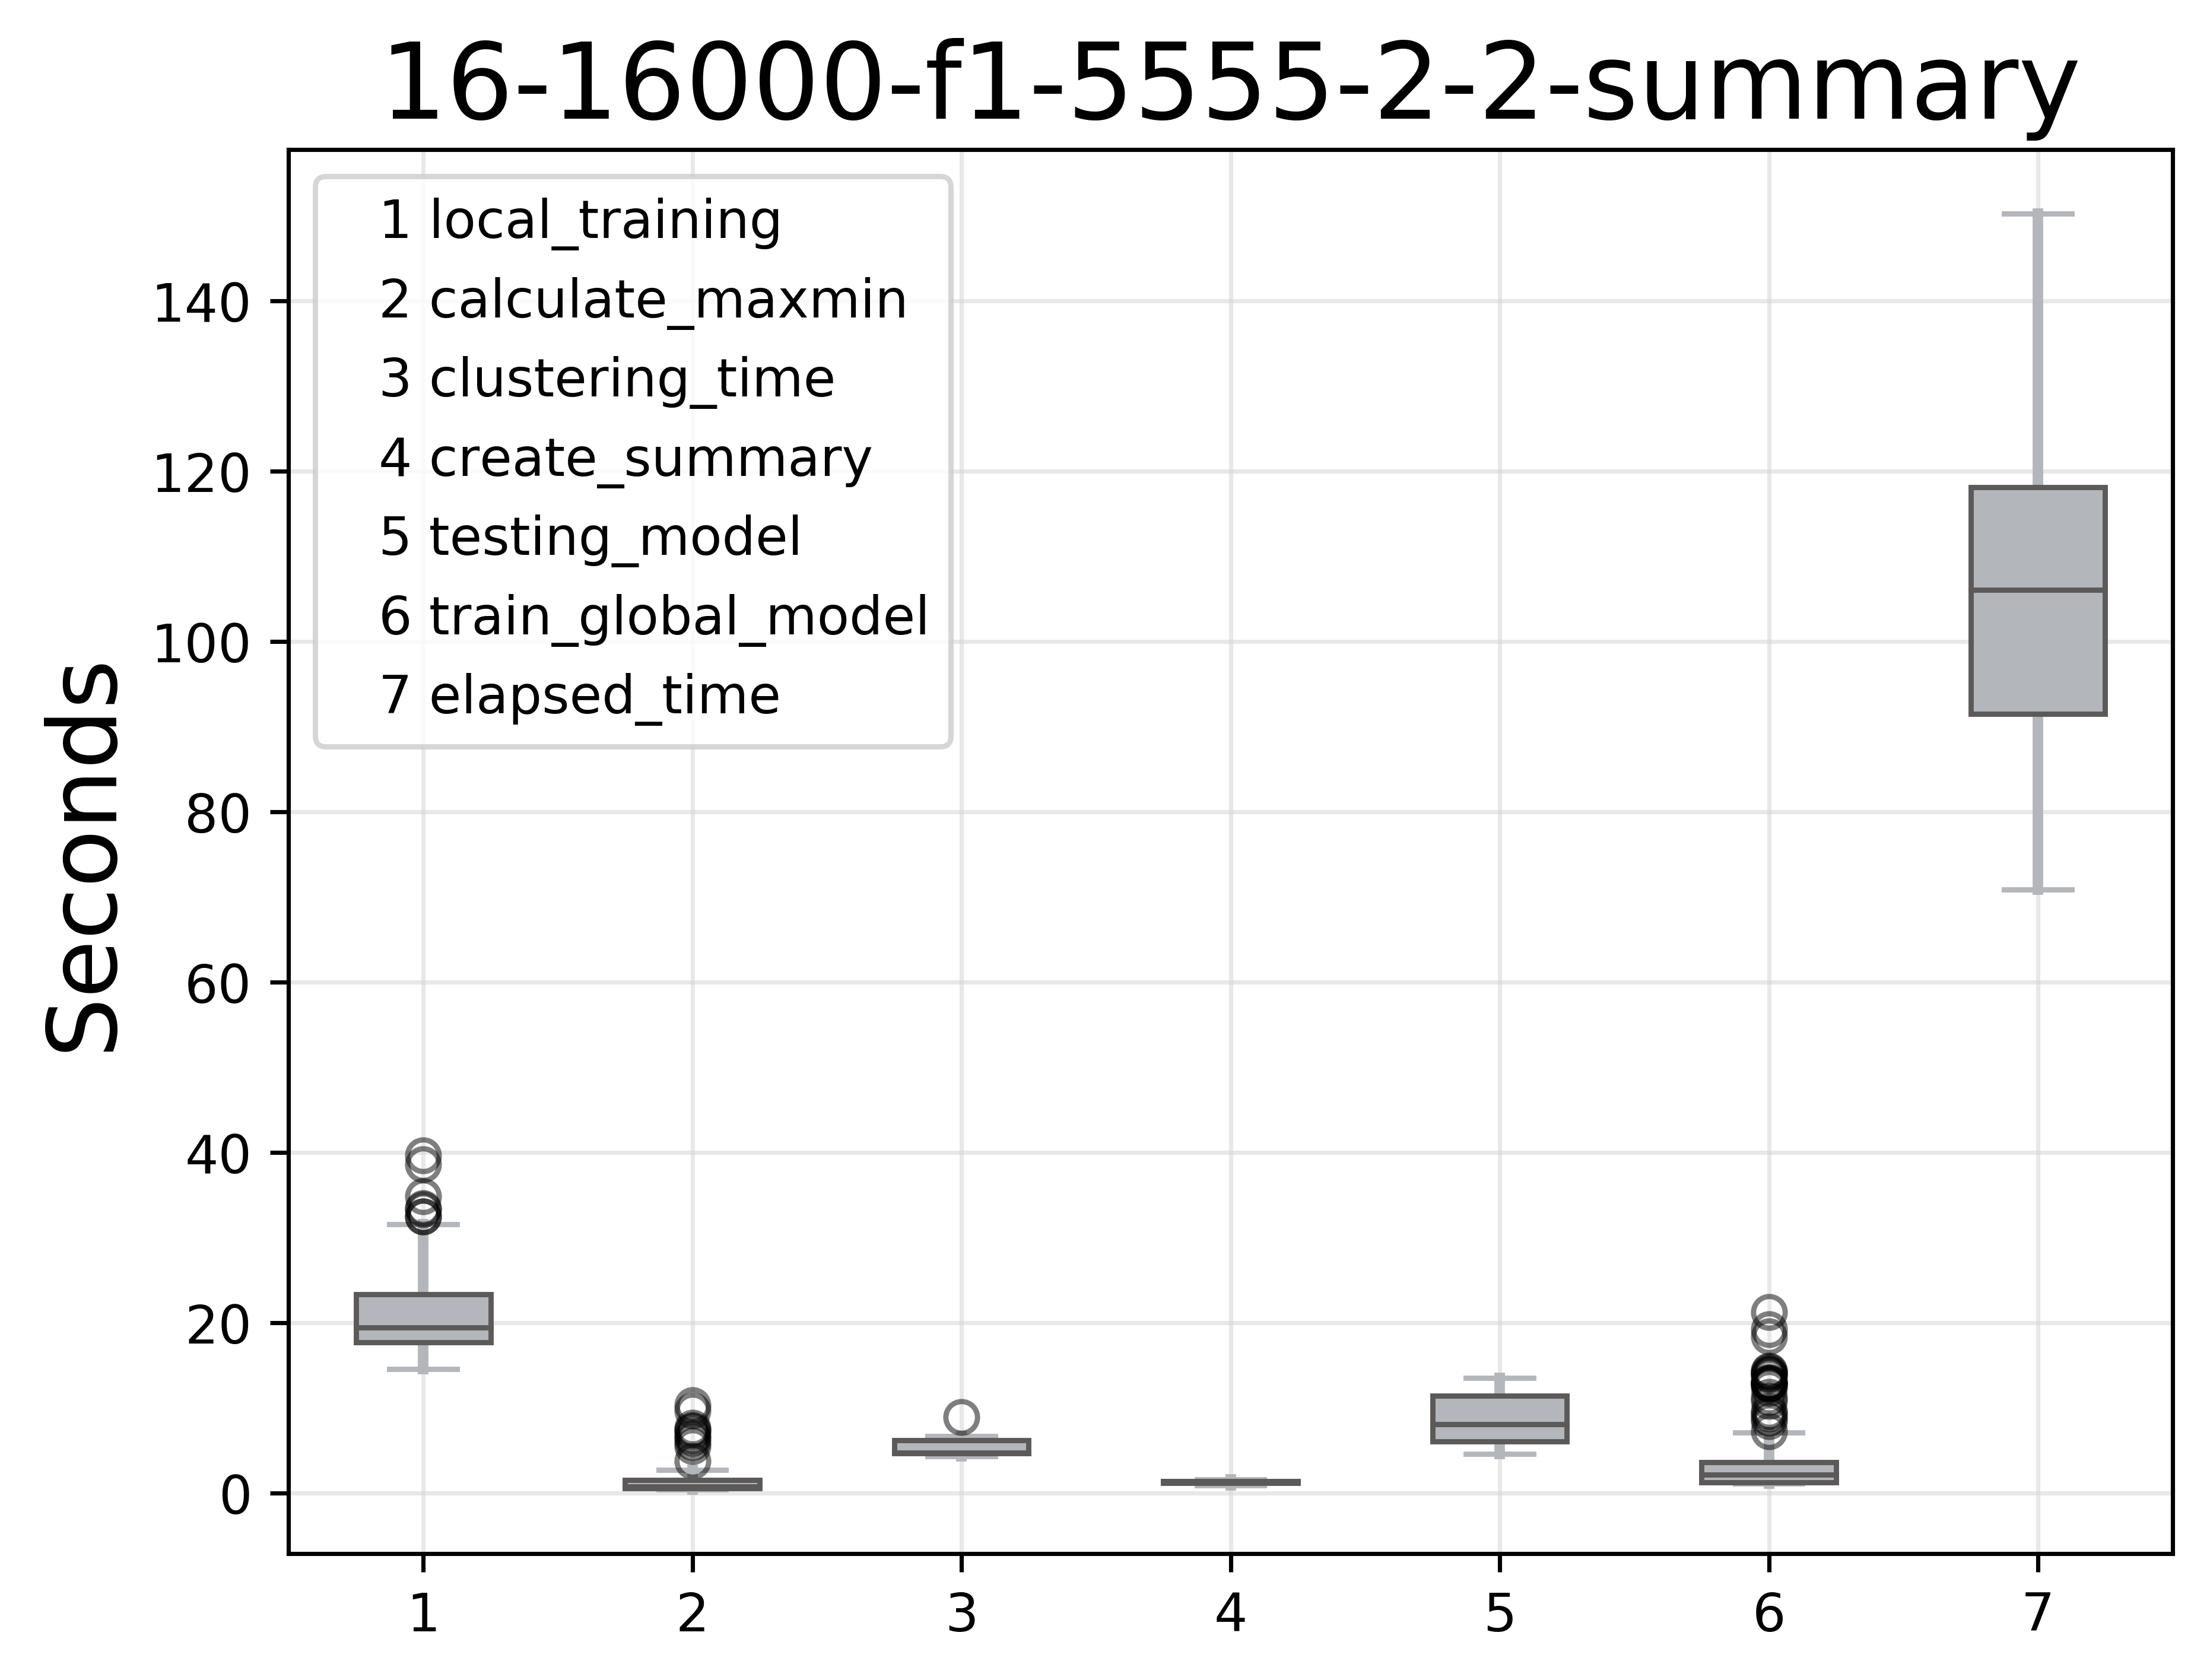 16-16000-f1-5555-2-2-summary
1 local_training
2 calculate_maxmin
3 clustering_time
4 create_summary
5 testing_model
6 train_global_model
7 elapsed_time
Seconds
140
120
100
80
60
40
20
0
1 2 3 4 5 6 7